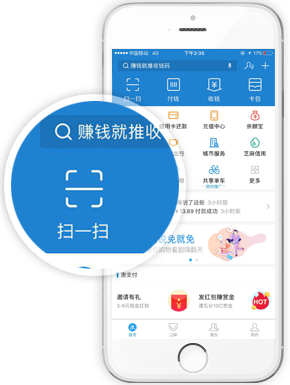 中国移动 4G
下午3:35
17%
赚钱就推收钱码
扫一扫
付钱
收钱
卡包
信用卡还款
充值中心
余额宝
城市服务
芝麻信用
共享单车
更多
3小时前
付款成功
3小时前
说免就免
惠支付
邀请有礼
发红包赚赏金
HOT
首页
口碑
朋友
我的
赚钱就推收
扫一扫